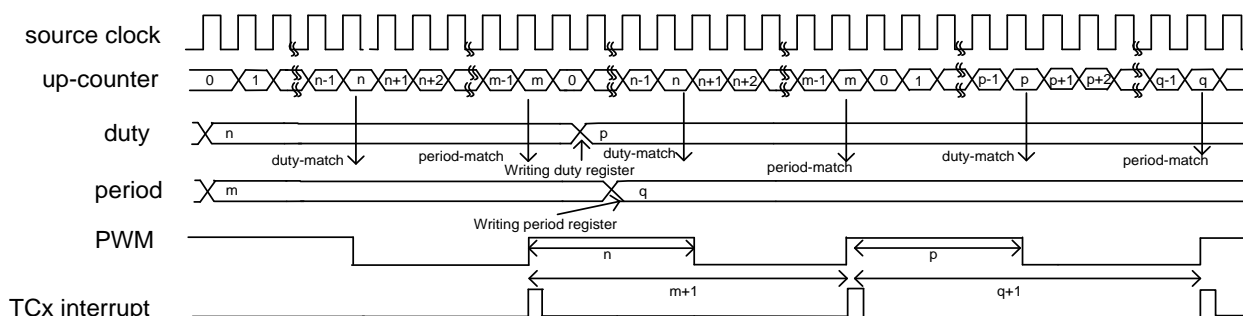 source clock
up-counter 0 1 n-1 n n+1 n+2 m-1 m 0 n-1 n n+1 n+2 m-1 m 0 1 p-1 p p+1 p+2 q-1 q
duty n p
duty-match period-match duty-match period-match duty-match period-match
Writing duty register
period m q
Writing period register
PWM n p
m+1 q+1
TCx interrupt